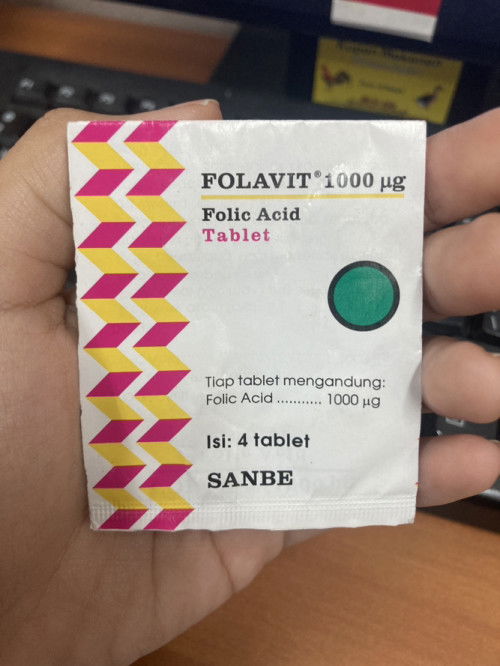 FOLAVIT® 1000 µg
Folic Acid
Tablet
Tiap tablet mengandung:
Folic Acid ........... 1000 µg
Isi: 4 tablet
SANBE